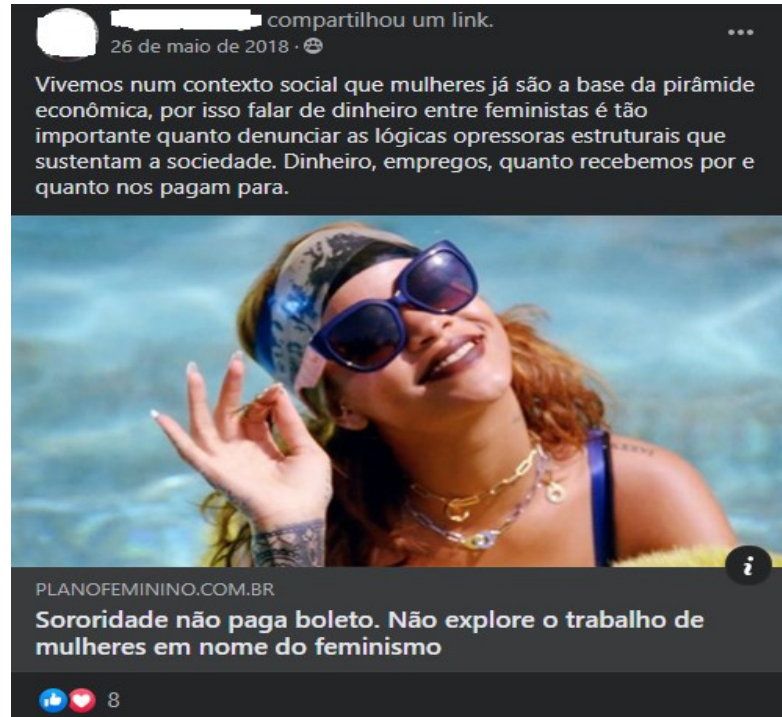 compartilhou um link.
26 de maio de 2018 ·
Vivemos num contexto social que mulheres já são a base da pirâmide
econômica, por isso falar de dinheiro entre feministas é tão
importante quanto denunciar as lógicas opressoras estruturais que
sustentam a sociedade. Dinheiro, empregos, quanto recebemos por e
quanto nos pagam para.
PLANOFEMININO.COM.BR
Sororidade não paga boleto. Não explore o trabalho de
mulheres em nome do feminismo
8